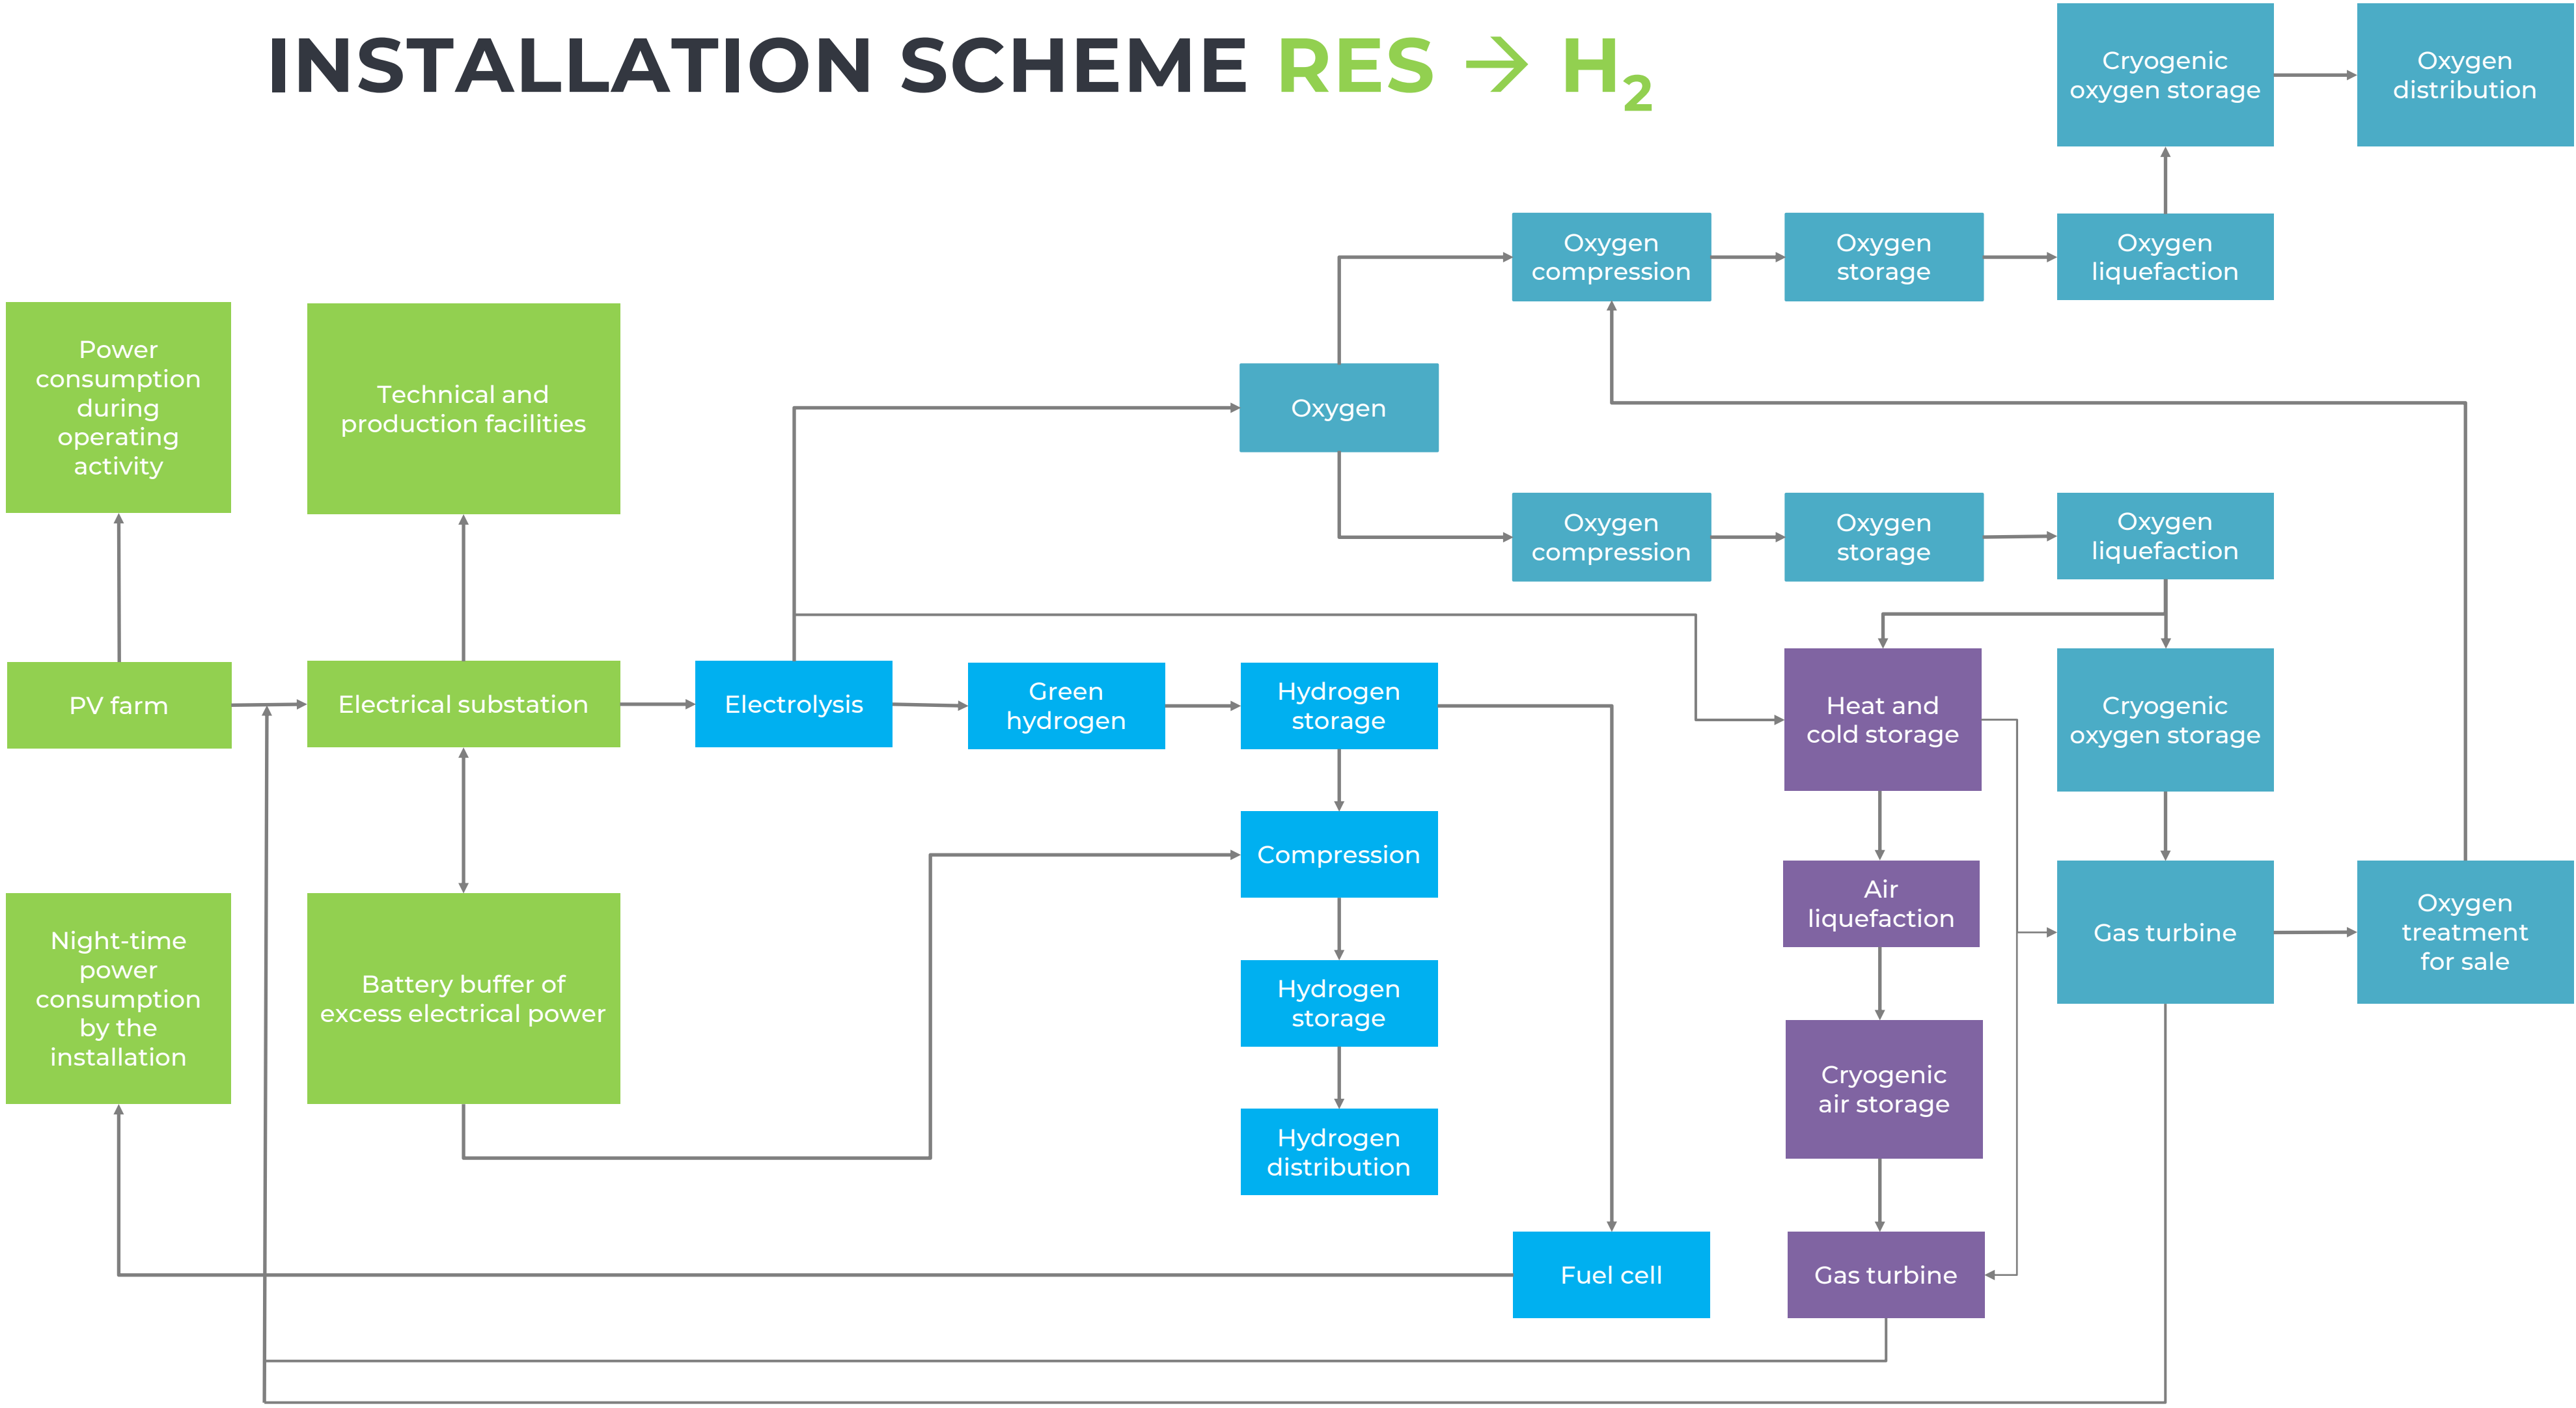 INSTALLATION SCHEME RES → H₂
Cryogenic
oxygen storage
Oxygen
distribution
Oxygen
compression
Oxygen
storage
Oxygen
liquefaction
Power
consumption
during
operating
activity
Technical and
production facilities
Oxygen
Oxygen
compression
Oxygen
storage
Oxygen
liquefaction
PV farm
Electrical substation
Electrolysis
Green
hydrogen
Hydrogen
storage
Heat and
cold storage
Cryogenic
oxygen storage
Compression
Air
liquefaction
Gas turbine
Oxygen
treatment
for sale
Night-time
power
consumption
by the
installation
Battery buffer of
excess electrical power
Hydrogen
storage
Cryogenic
air storage
Hydrogen
distribution
Fuel cell
Gas turbine